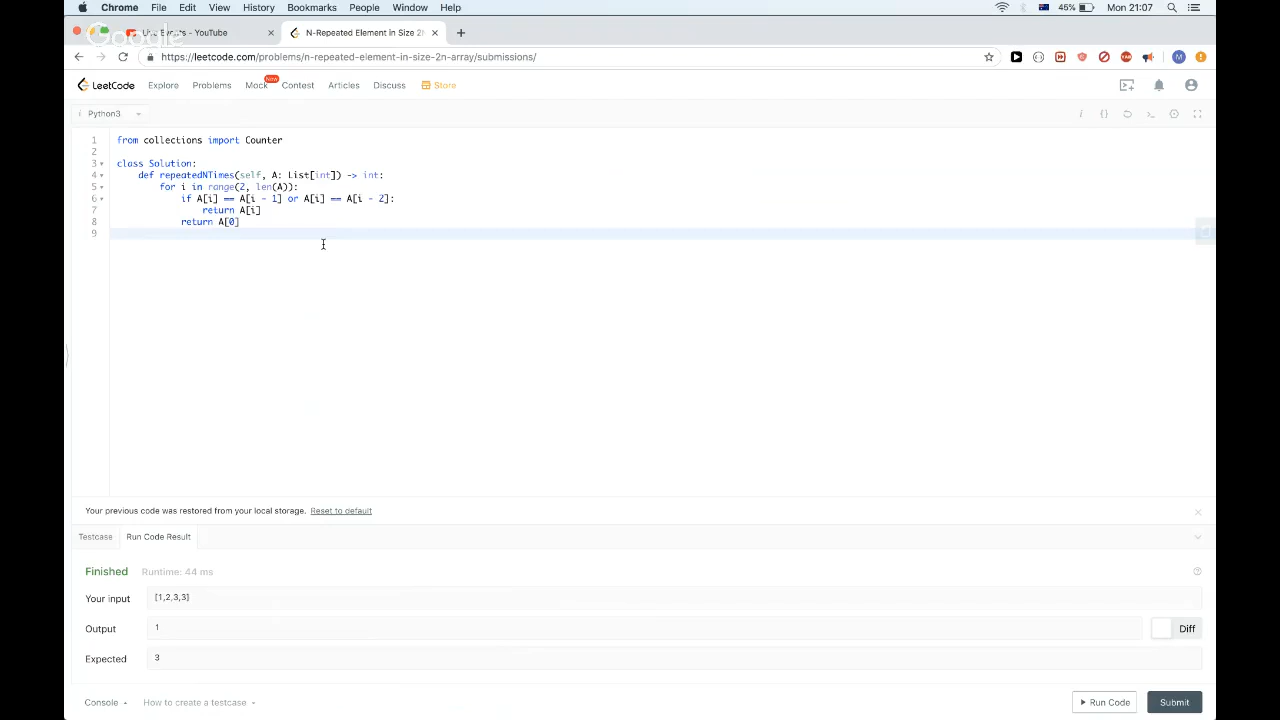 Chrome File Edit View History Bookmarks People Window Help 45% Mon 21:07
Google
Live Events - YouTube N-Repeated Element in Size 2
https://leetcode.com/problems/n-repeated-element-in-size-2n-array/submissions/
LeetCode Explore Problems Mock New Contest Articles Discuss Store
i Python3
1 from collections import Counter
2
3 class Solution:
4 def repeatedNTimes(self, A: List[int]) -> int:
5 for i in range(2, len(A)):
6 if A[i] == A[i - 1] or A[i] == A[i - 2]:
7 return A[i]
8 return A[0]
9
Your previous code was restored from your local storage. Reset to default
Testcase Run Code Result
Finished Runtime: 44 ms
Your input [1,2,3,3]
Output 1 Diff
Expected 3
Console How to create a testcase Run Code Submit